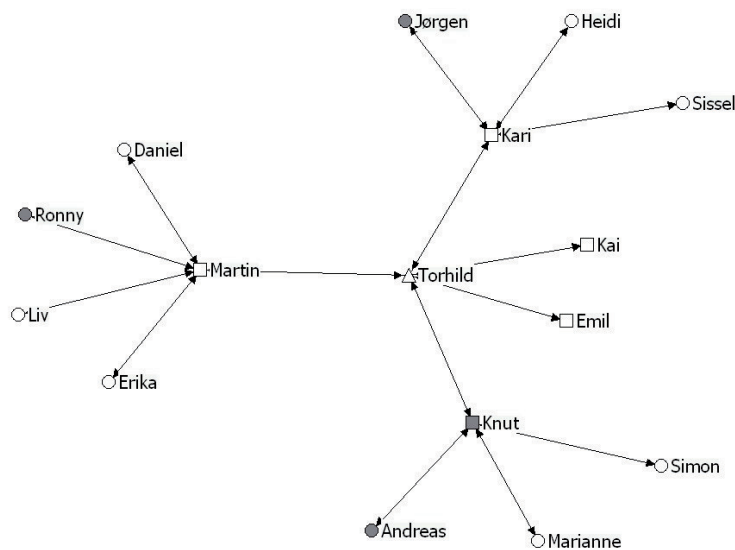 Jørgen
Heidi
Sissel
Kari
Daniel
Ronny
Kai
Martin
Torhild
Liv
Emil
Erika
Knut
Simon
Andreas
Marianne